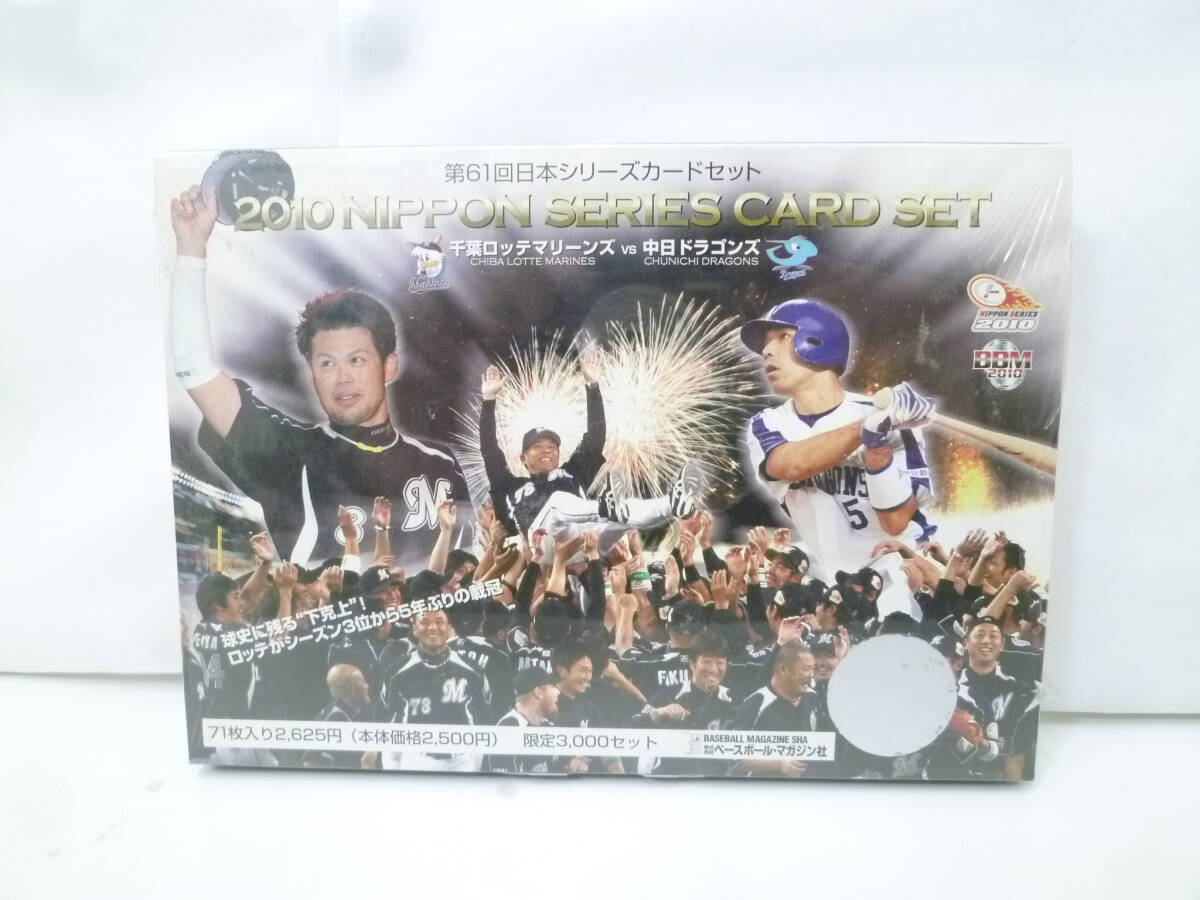 第61回日本シリーズカードセット
2010 NIPPON SERIES CARD SET
千葉ロッテマリーンズ vs 中日ドラゴンズ
CHIBA LOTTE MARINES CHUNICHI DRAGONS
NIPPON SERIES
2010
BBM
2010
M
8
5
球史に残る“下克上”!
ロッテがシーズン3位から5年ぶりの戴冠
73
M
71枚入り2,625円（本体価格2,500円） 限定3,000セット
BASEBALL MAGAZINE SHA
株式会社 ベースボール・マガジン社